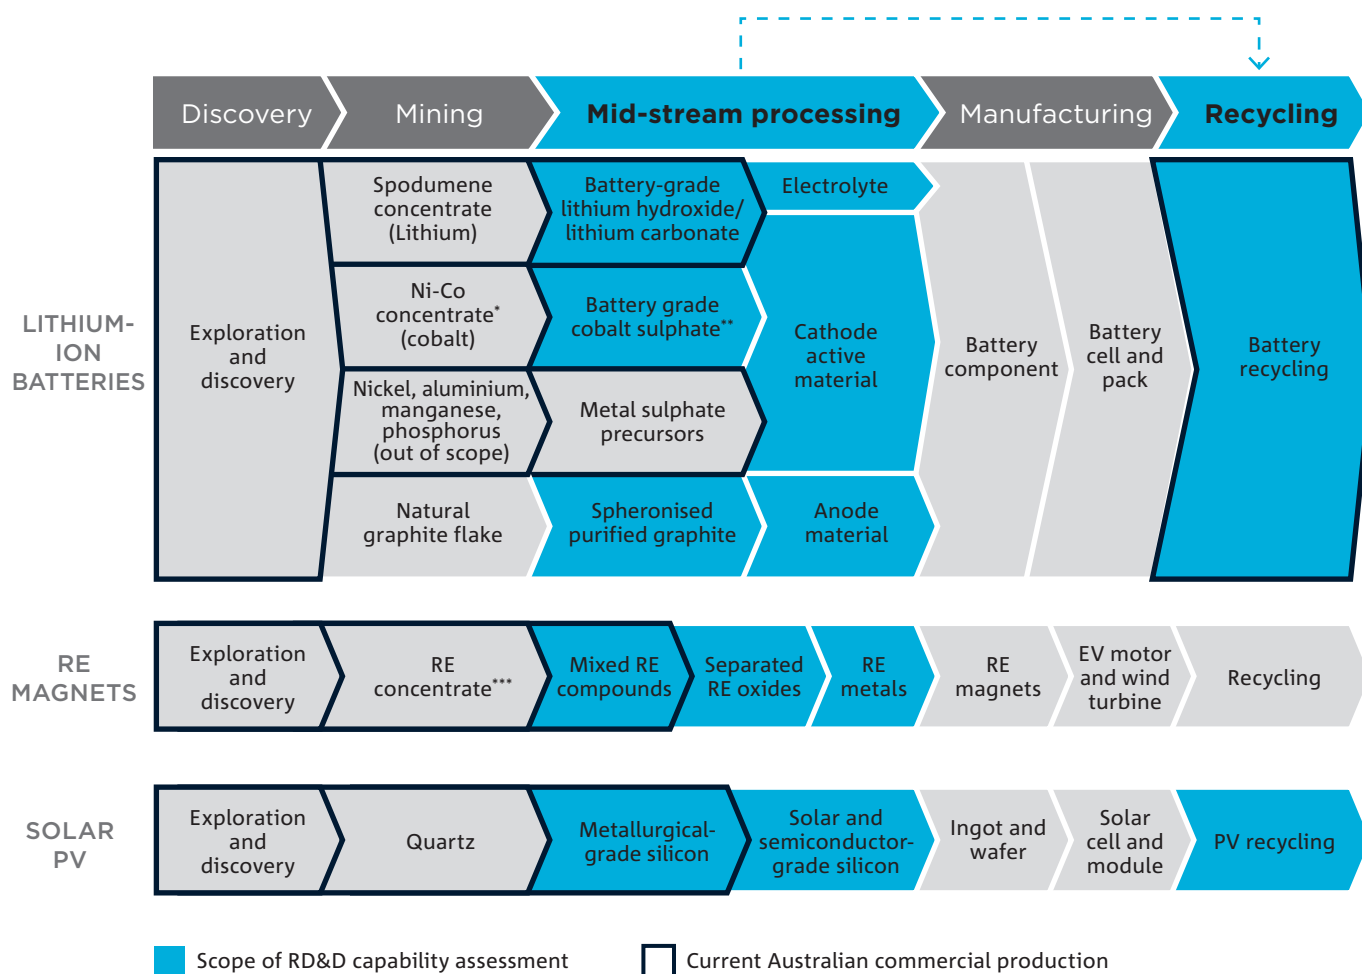 Discovery
Mining
Mid-stream processing
Manufacturing
Recycling
LITHIUM-
ION
BATTERIES
Exploration
and
discovery
Spodumene
concentrate
(Lithium)
Battery-grade
lithium hydroxide/
lithium carbonate
Electrolyte
Ni-Co
concentrate*
(cobalt)
Battery grade
cobalt sulphate**
Cathode
active
material
Nickel, aluminium,
manganese,
phosphorus
(out of scope)
Metal sulphate
precursors
Natural
graphite flake
Spheronised
purified graphite
Anode
material
Battery
component
Battery
cell and
pack
Battery
recycling
RE
MAGNETS
Exploration
and
discovery
RE
concentrate***
Mixed RE
compounds
Separated
RE oxides
RE
metals
RE
magnets
EV motor
and wind
turbine
Recycling
SOLAR
PV
Exploration
and
discovery
Quartz
Metallurgical-
grade silicon
Solar and
semiconductor-
grade silicon
Ingot and
wafer
Solar
cell and
module
PV recycling
Scope of RD&D capability assessment
Current Australian commercial production